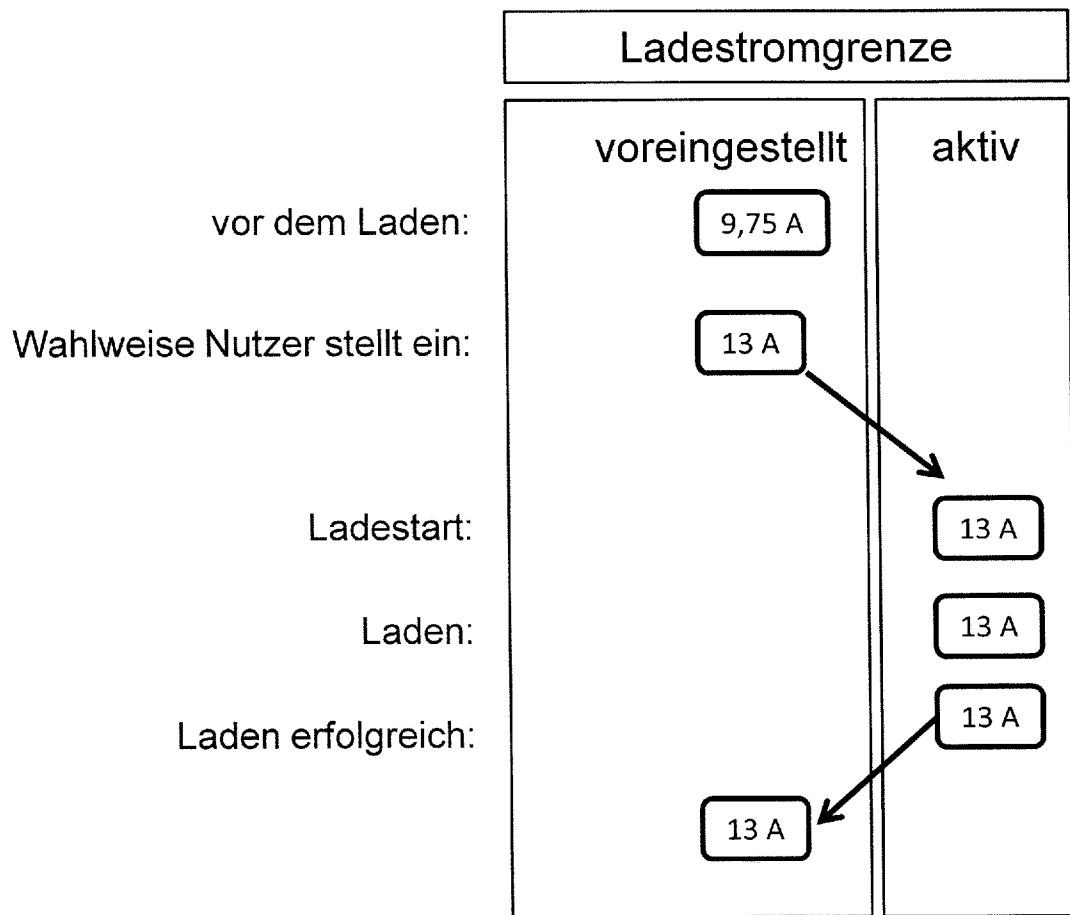 Ladestromgrenze
voreingestellt aktiv
vor dem Laden: 9,75 A
Wahlweise Nutzer stellt ein: 13 A
Ladestart: 13 A
Laden: 13 A
Laden erfolgreich: 13 A
13 A